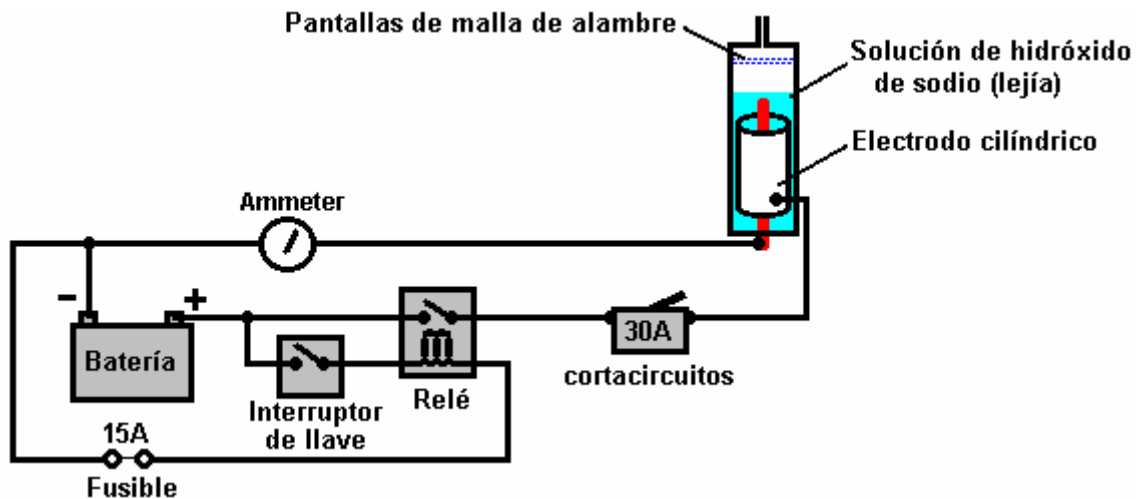 Pantallas de malla de alambre
Solución de hidróxido
de sodio (lejía)
Electrodo cilíndrico
Ammeter
- +
Batería
30A
cortacircuitos
Relé
Interruptor
de llave
15A
Fusible